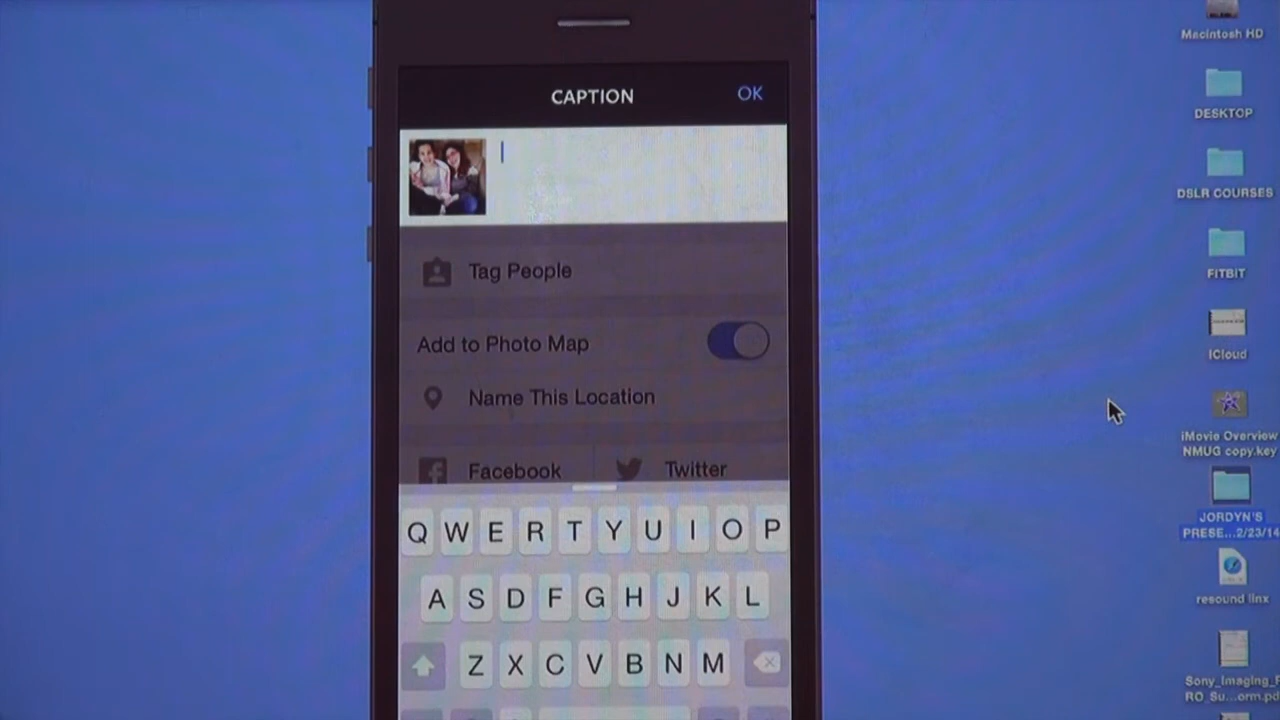 CAPTION
OK
Tag People
Add to Photo Map
Name This Location
Facebook
Twitter
Q W E R T Y U I O P
A S D F G H J K L
Z X C V B N M
Macintosh HD
DESKTOP
DSLR COURSES
FITBIT
iCloud
iMovie Overview
NMUG copy.key
JORDYN'S
PRESE...2/23/14
resound linx
Sony_Imaging_P
RO_Su...orm.pd